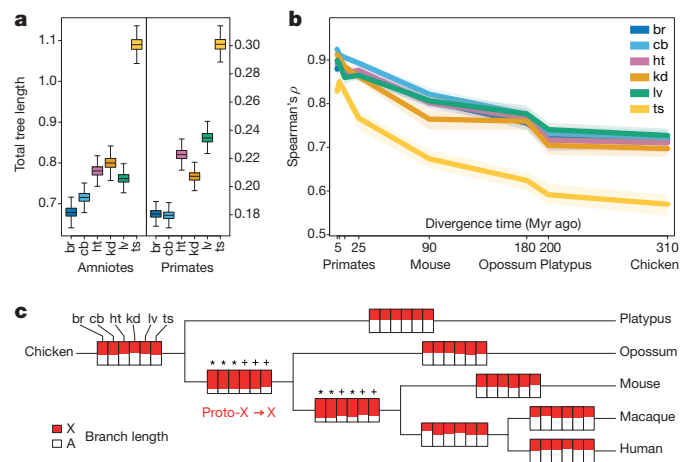 a
Total tree length
1.1
1.0
0.9
0.8
0.7
0.30
0.28
0.26
0.24
0.22
0.20
0.18
br cb ht kd lv ts br cb ht kd lv ts
Amniotes Primates
b
Spearman's ρ
0.9
0.8
0.7
0.6
0.5
br
cb
ht
kd
lv
ts
Divergence time (Myr ago)
5 25 90 180 200 310
Primates Mouse Opossum Platypus Chicken
c
br cb ht kd lv ts
Chicken
Platypus
* * * + + +
Opossum
Proto-X → X
* * + + + +
Mouse
Macaque
Human
X
A
Branch length